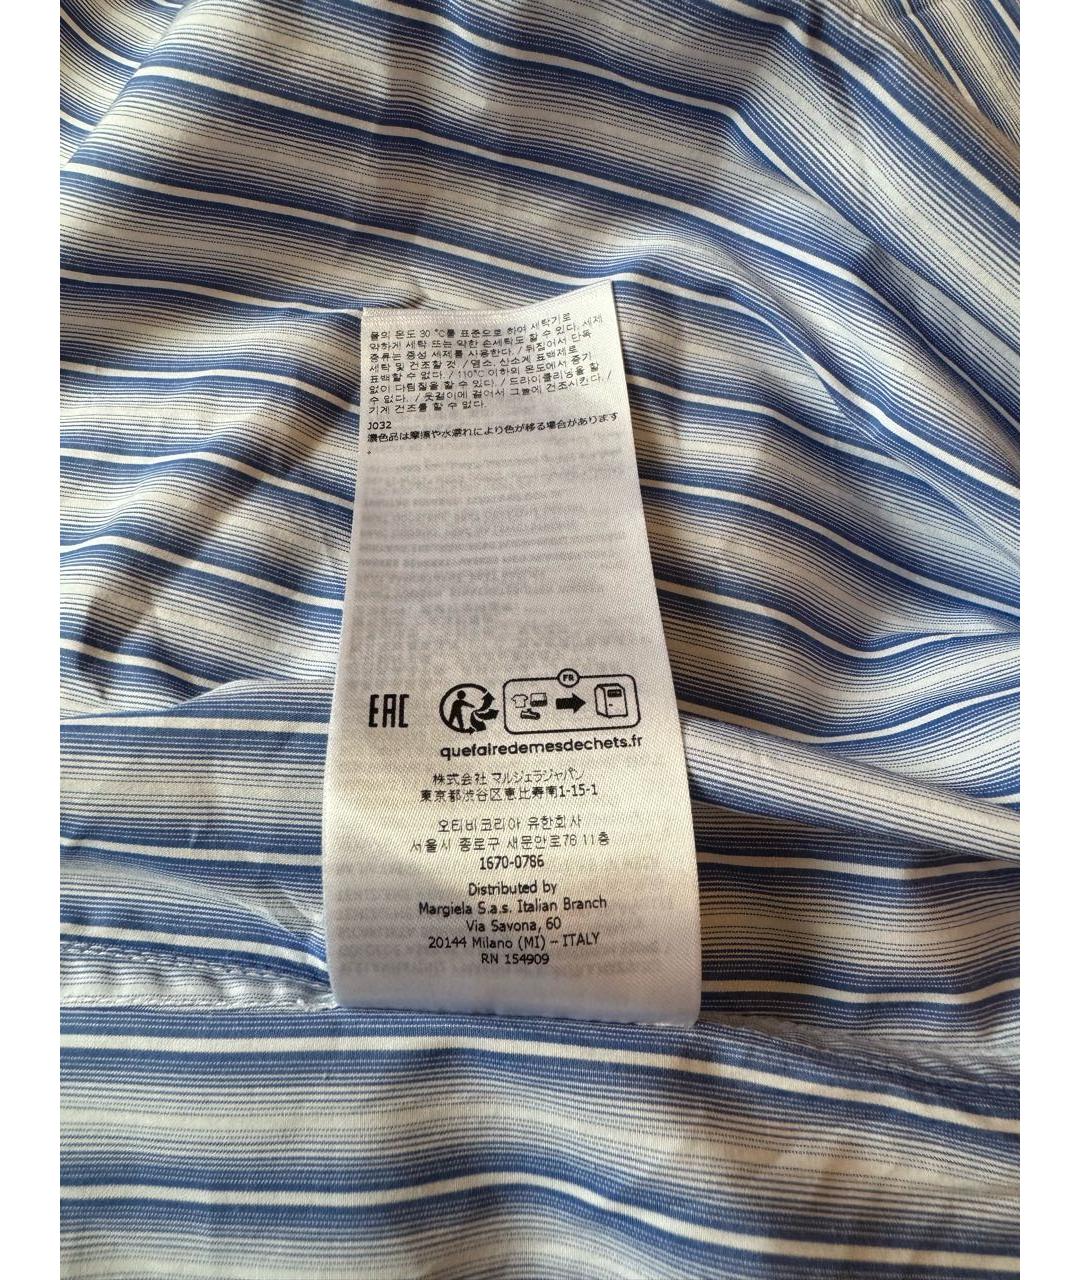 물의 온도 30 ℃를 표준으로 하여 세탁기로
약하게 세탁 또는 약한 손세탁도 할 수 있다. 세제
종류는 중성 세제를 사용한다. / 뒤집어서 단독
세탁 및 건조할 것 / 염소, 산소계 표백제로
표백할 수 없다. / 110℃ 이하의 온도에서 증기
없이 다림질을 할 수 있다. / 드라이클리닝을 할
수 없다. / 옷걸이에 걸어서 그늘에 건조시킨다. /
기계 건조를 할 수 없다.
J032
濃色品は摩擦や水濡れにより色が移る場合があります
。
EAC
FR
quefairedemesdechets.fr
株式会社 マルジェラジャパン
東京都渋谷区恵比寿南1-15-1
오티비코리아 유한회사
서울시 종로구 새문안로76 11층
1670-0786
Distributed by
Margiela S.a.s. Italian Branch
Via Savona, 60
20144 Milano (MI) – ITALY
RN 154909